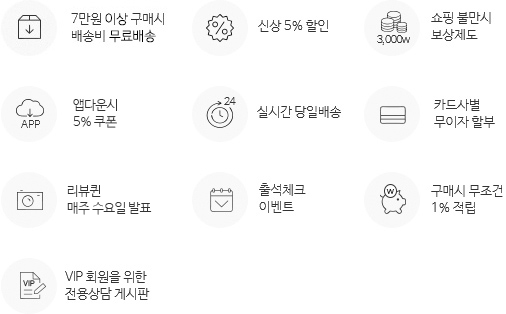 7만원 이상 구매시
배송비 무료배송
신상 5% 할인
3,000w
쇼핑 불만시
보상제도
APP
앱다운시
5% 쿠폰
24
실시간 당일배송
카드사별
무이자 할부
리뷰퀸
매주 수요일 발표
출석체크
이벤트
W
구매시 무조건
1% 적립
VIP
VIP 회원을 위한
전용상담 게시판